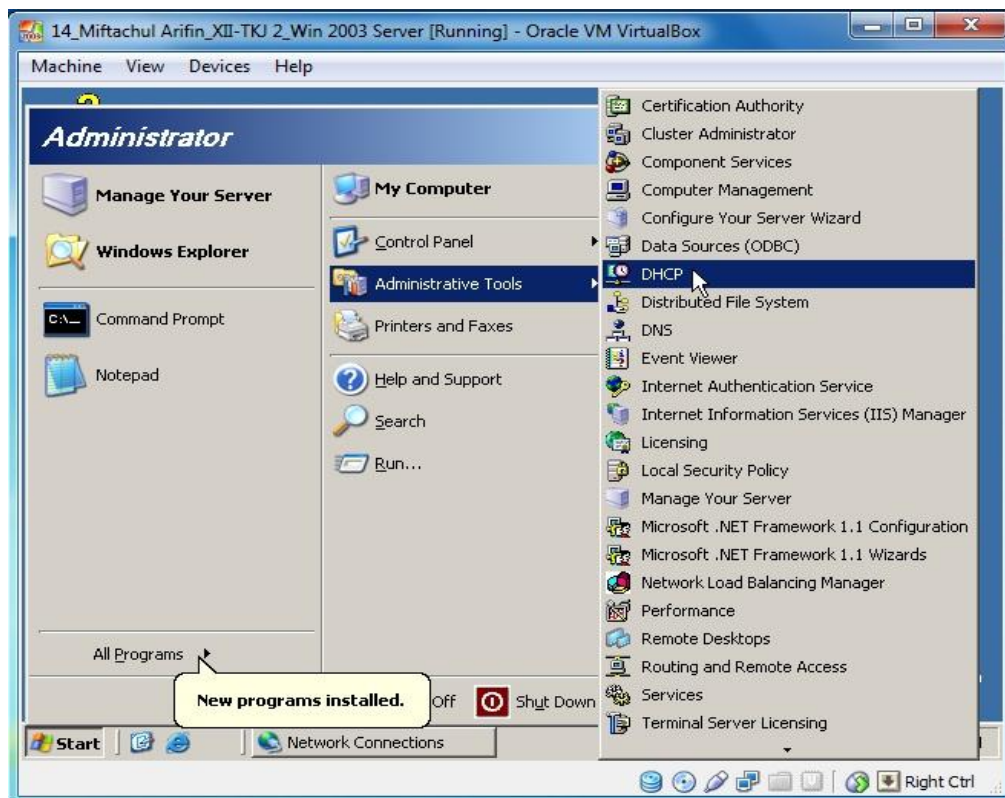 14_Miftachul Arifin_XII-TKJ 2_Win 2003 Server [Running] - Oracle VM VirtualBox
Machine View Devices Help
Administrator
Manage Your Server
Windows Explorer
Command Prompt
Notepad
All Programs
New programs installed.
My Computer
Control Panel
Administrative Tools
Printers and Faxes
Help and Support
Search
Run...
Off
Shut Down
Certification Authority
Cluster Administrator
Component Services
Computer Management
Configure Your Server Wizard
Data Sources (ODBC)
DHCP
Distributed File System
DNS
Event Viewer
Internet Authentication Service
Internet Information Services (IIS) Manager
Licensing
Local Security Policy
Manage Your Server
Microsoft .NET Framework 1.1 Configuration
Microsoft .NET Framework 1.1 Wizards
Network Load Balancing Manager
Performance
Remote Desktops
Routing and Remote Access
Services
Terminal Server Licensing
Start
Network Connections
Right Ctrl